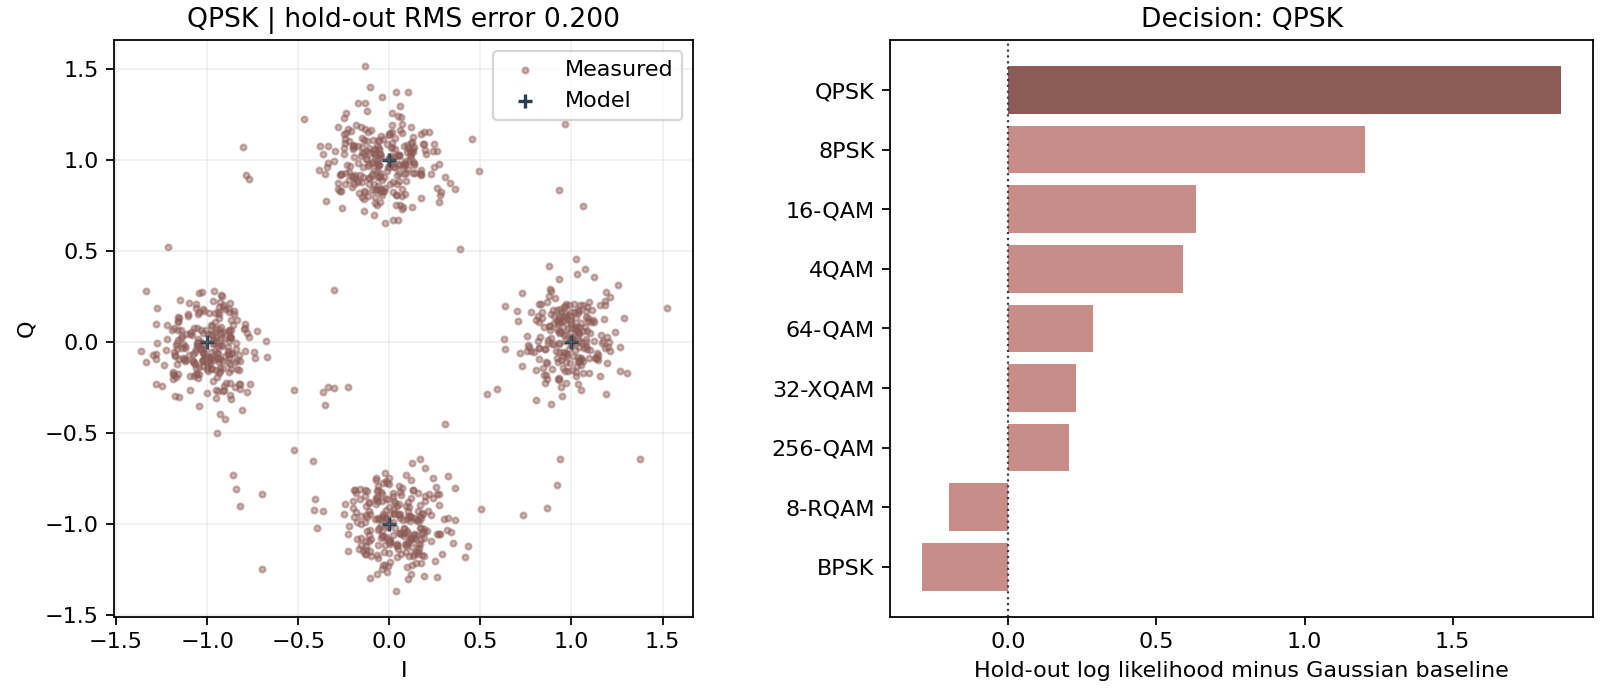 QPSK | hold-out RMS error 0.200
Measured
Model
1.5
1.0
0.5
0.0
−0.5
−1.0
−1.5
Q
−1.5
−1.0
−0.5
0.0
0.5
1.0
1.5
I
Decision: QPSK
QPSK
8PSK
16-QAM
4QAM
64-QAM
32-XQAM
256-QAM
8-RQAM
BPSK
0.0
0.5
1.0
1.5
Hold-out log likelihood minus Gaussian baseline